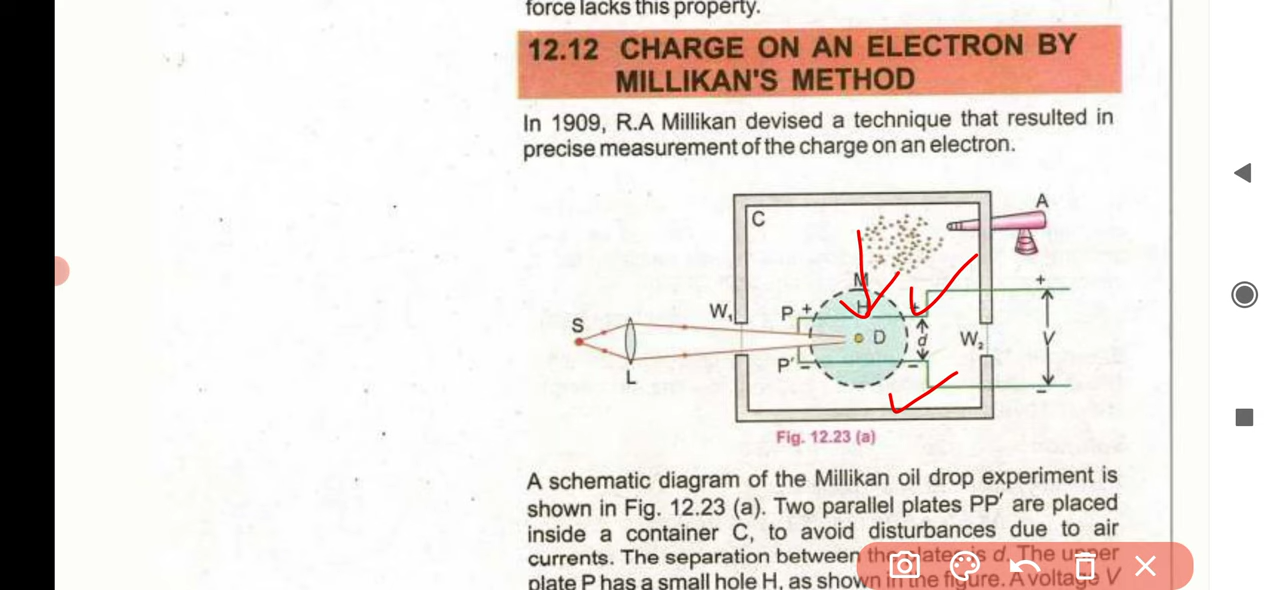 force lacks this property.
12.12 CHARGE ON AN ELECTRON BY
MILLIKAN'S METHOD
In 1909, R.A Millikan devised a technique that resulted in
precise measurement of the charge on an electron.
A
C
M
+
W₁
P + H +
S
D d W₂ V
P′ - -
L
-
Fig. 12.23 (a)
A schematic diagram of the Millikan oil drop experiment is
shown in Fig. 12.23 (a). Two parallel plates PP′ are placed
inside a container C, to avoid disturbances due to air
currents. The separation between the plates is d. The upper
plate P has a small hole H, as shown in the figure. A voltage V